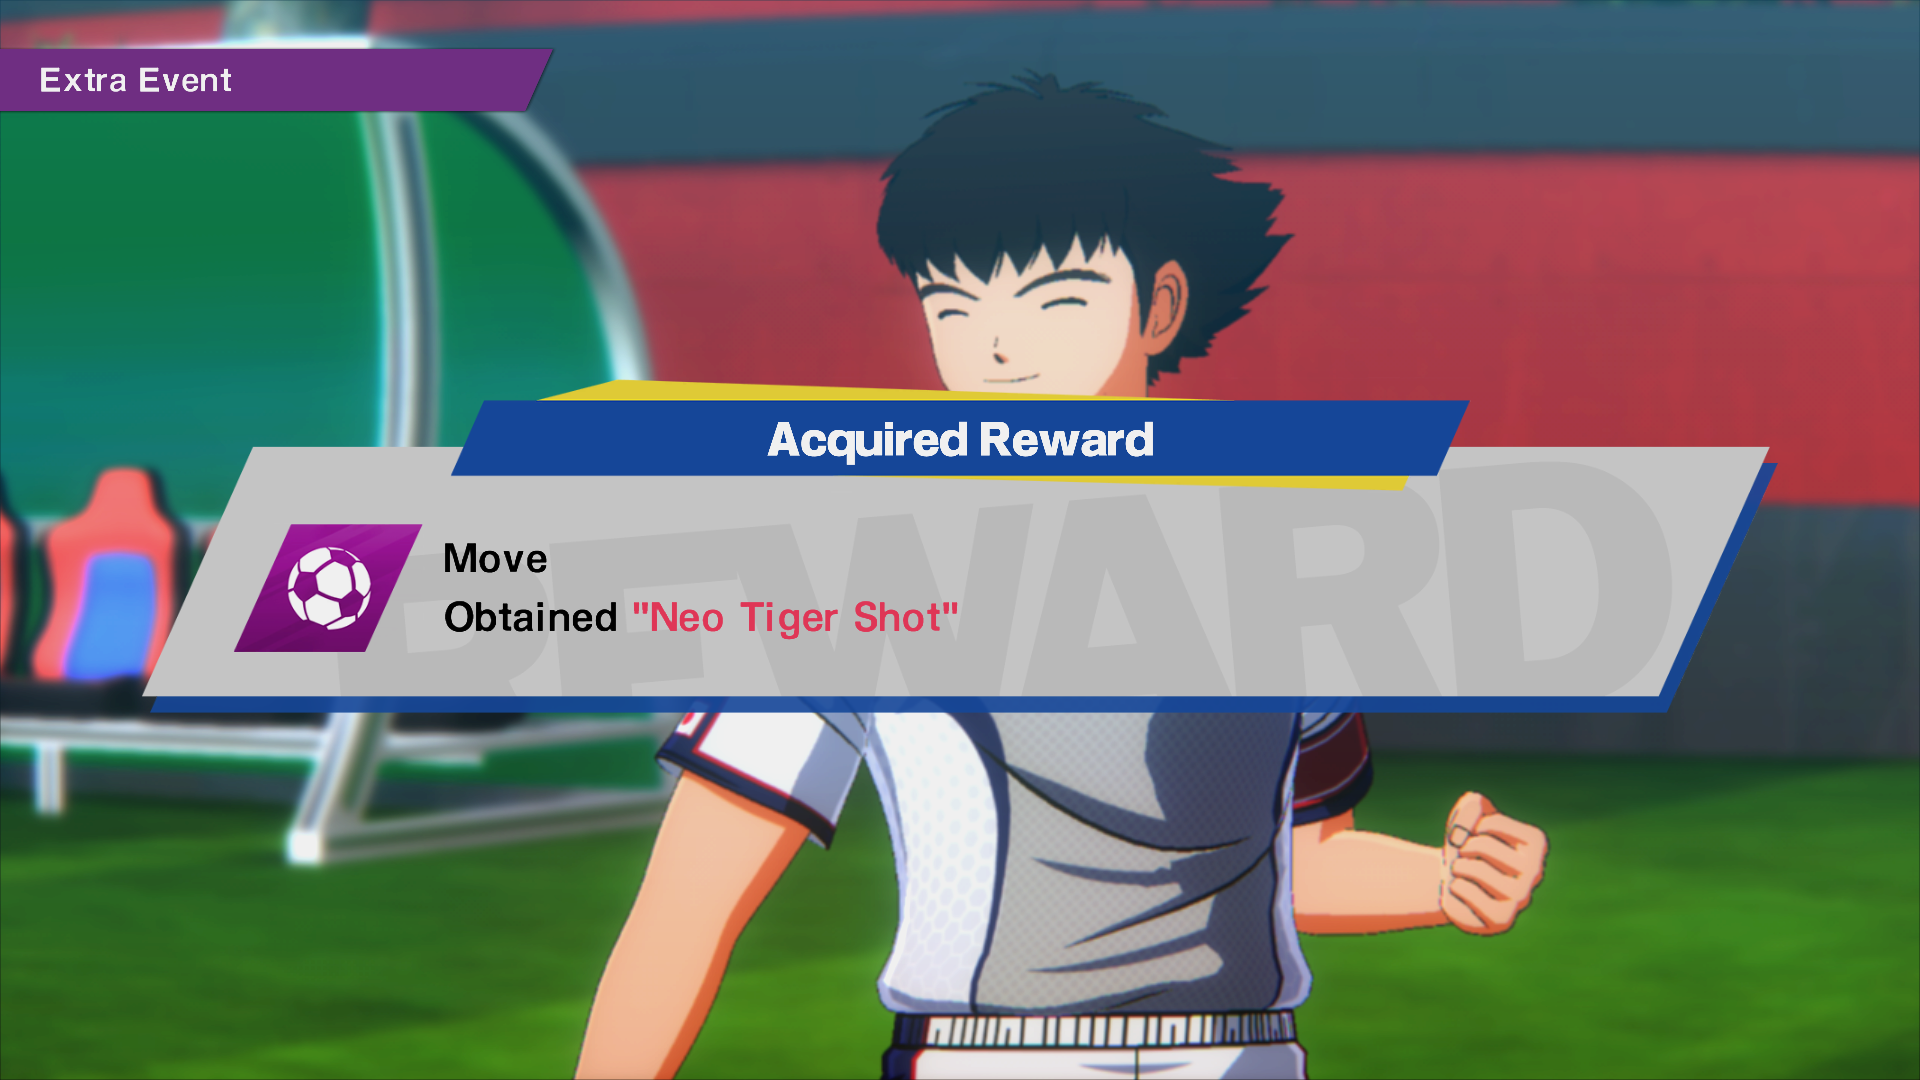 Extra Event
Acquired Reward
REWARD
Move
Obtained "Neo Tiger Shot"